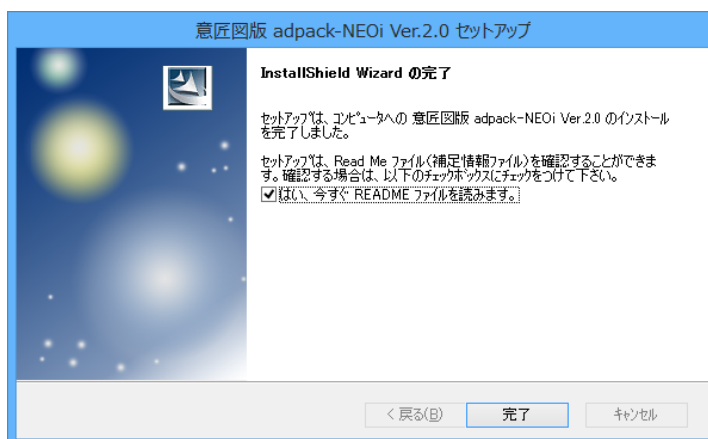 意匠図版 adpack-NEOi Ver.2.0 セットアップ
InstallShield Wizard の完了
セットアップは、コンピュータへの 意匠図版 adpack-NEOi Ver.2.0 のインストール
を完了しました。
セットアップは、Read Me ファイル(補足情報ファイル)を確認することができま
す。確認する場合は、以下のチェックボックスにチェックをつけて下さい。
はい、今すぐ README ファイルを読みます。
< 戻る(B) 完了 キャンセル